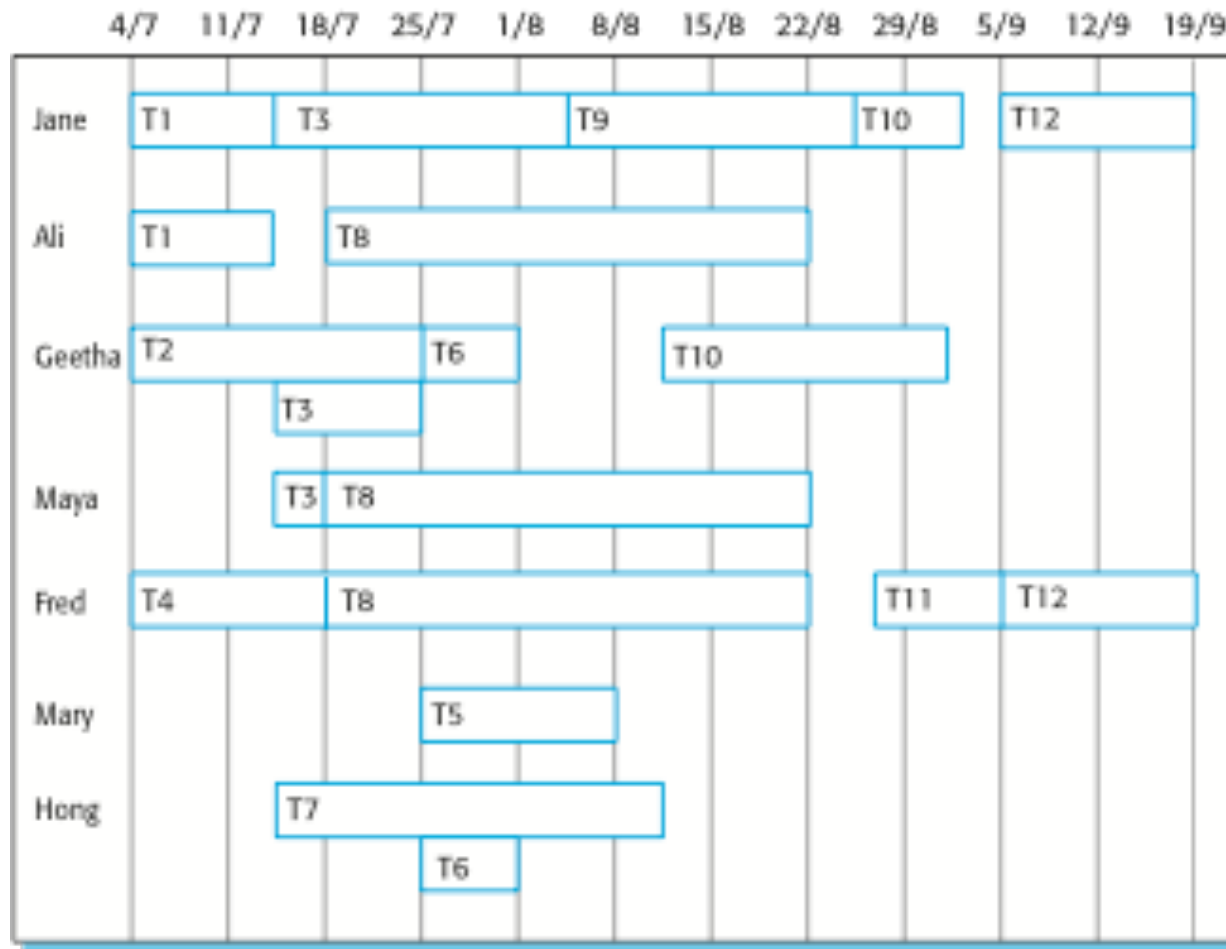 4/7 11/7 18/7 25/7 1/8 8/8 15/8 22/8 29/8 5/9 12/9 19/9
Jane T1 T3 T9 T10 T12
Ali T1 T8
Geetha T2 T6 T10
T3
Maya T3 T8
Fred T4 T8 T11 T12
Mary T5
Hong T7
T6